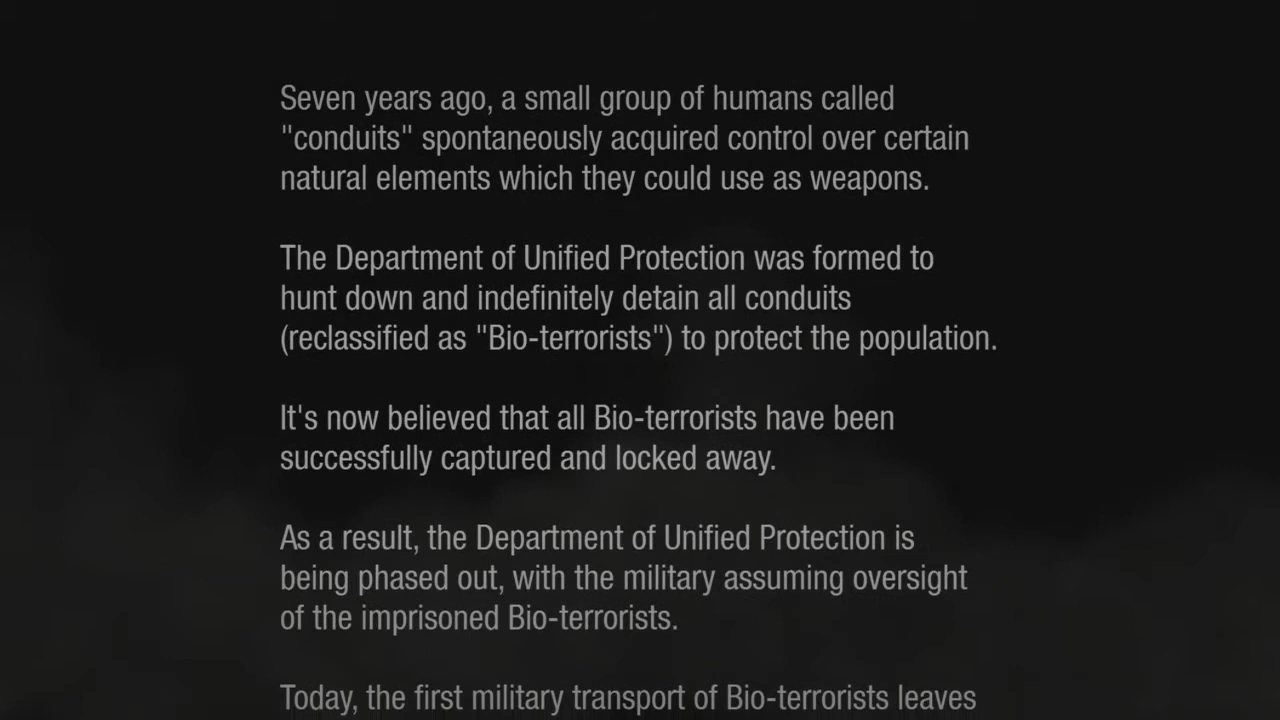 Seven years ago, a small group of humans called
"conduits" spontaneously acquired control over certain
natural elements which they could use as weapons.
The Department of Unified Protection was formed to
hunt down and indefinitely detain all conduits
(reclassified as "Bio-terrorists") to protect the population.
It's now believed that all Bio-terrorists have been
successfully captured and locked away.
As a result, the Department of Unified Protection is
being phased out, with the military assuming oversight
of the imprisoned Bio-terrorists.
Today, the first military transport of Bio-terrorists leaves